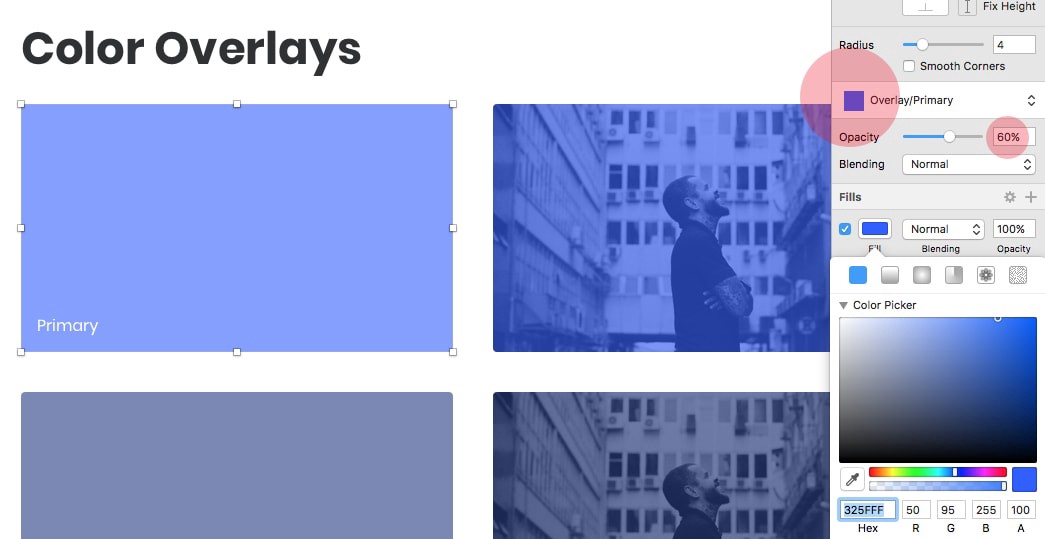 Color Overlays
Primary
Fix Height
Radius
4
Smooth Corners
Overlay/Primary
Opacity
60%
Blending
Normal
Fills
Normal
100%
Fill
Blending
Opacity
Color Picker
325FFF
50
95
255
100
Hex
R
G
B
A